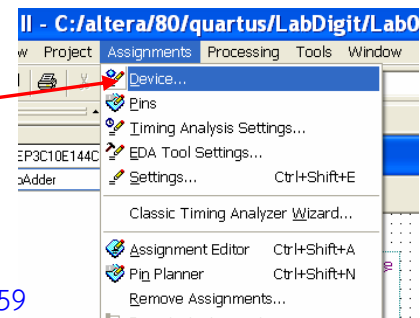 II - C:/altera/80/quartus/LabDigit/Lab0
w Project Assignments Processing Tools Window
Device...
Pins
Timing Analysis Settings...
EP3C10E144C
EDA Tool Settings...
Adder
Settings... Ctrl+Shift+E
Classic Timing Analyzer Wizard...
Assignment Editor Ctrl+Shift+A
Pin Planner Ctrl+Shift+N
59
Remove Assignments...